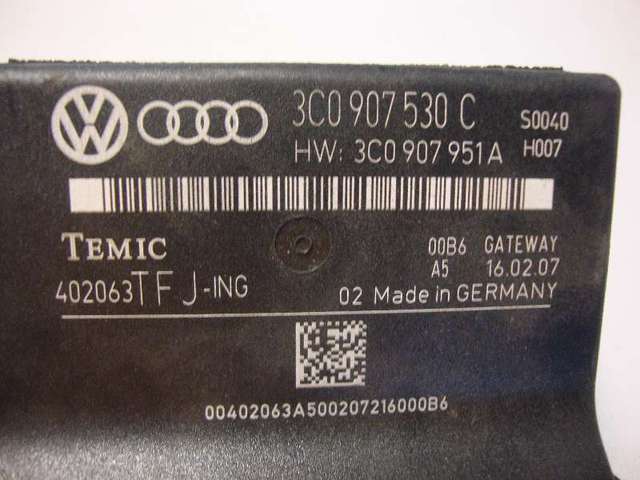 3C0 907 530 C S0040
HW: 3C0 907 951A H007
TEMIC 00B6 GATEWAY
A5 16.02.07
402063TFJ-ING 02 Made in GERMANY
00402063A500207216000B6